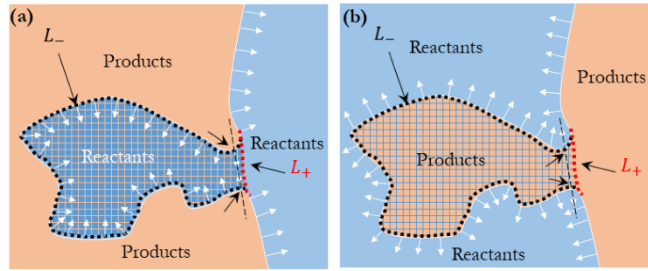 (a)
L₋
Products
Reactants
Reactants
L₊
Products
(b)
L₋
Reactants
Products
Products
L₊
Reactants